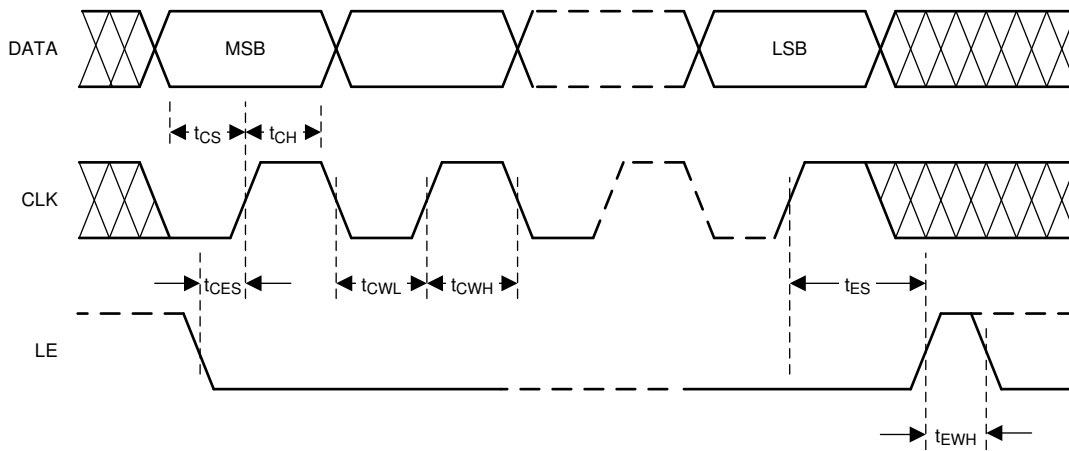 DATA MSB LSB
tCS tCH
CLK
tCES tCWL tCWH tES
LE
tEWH